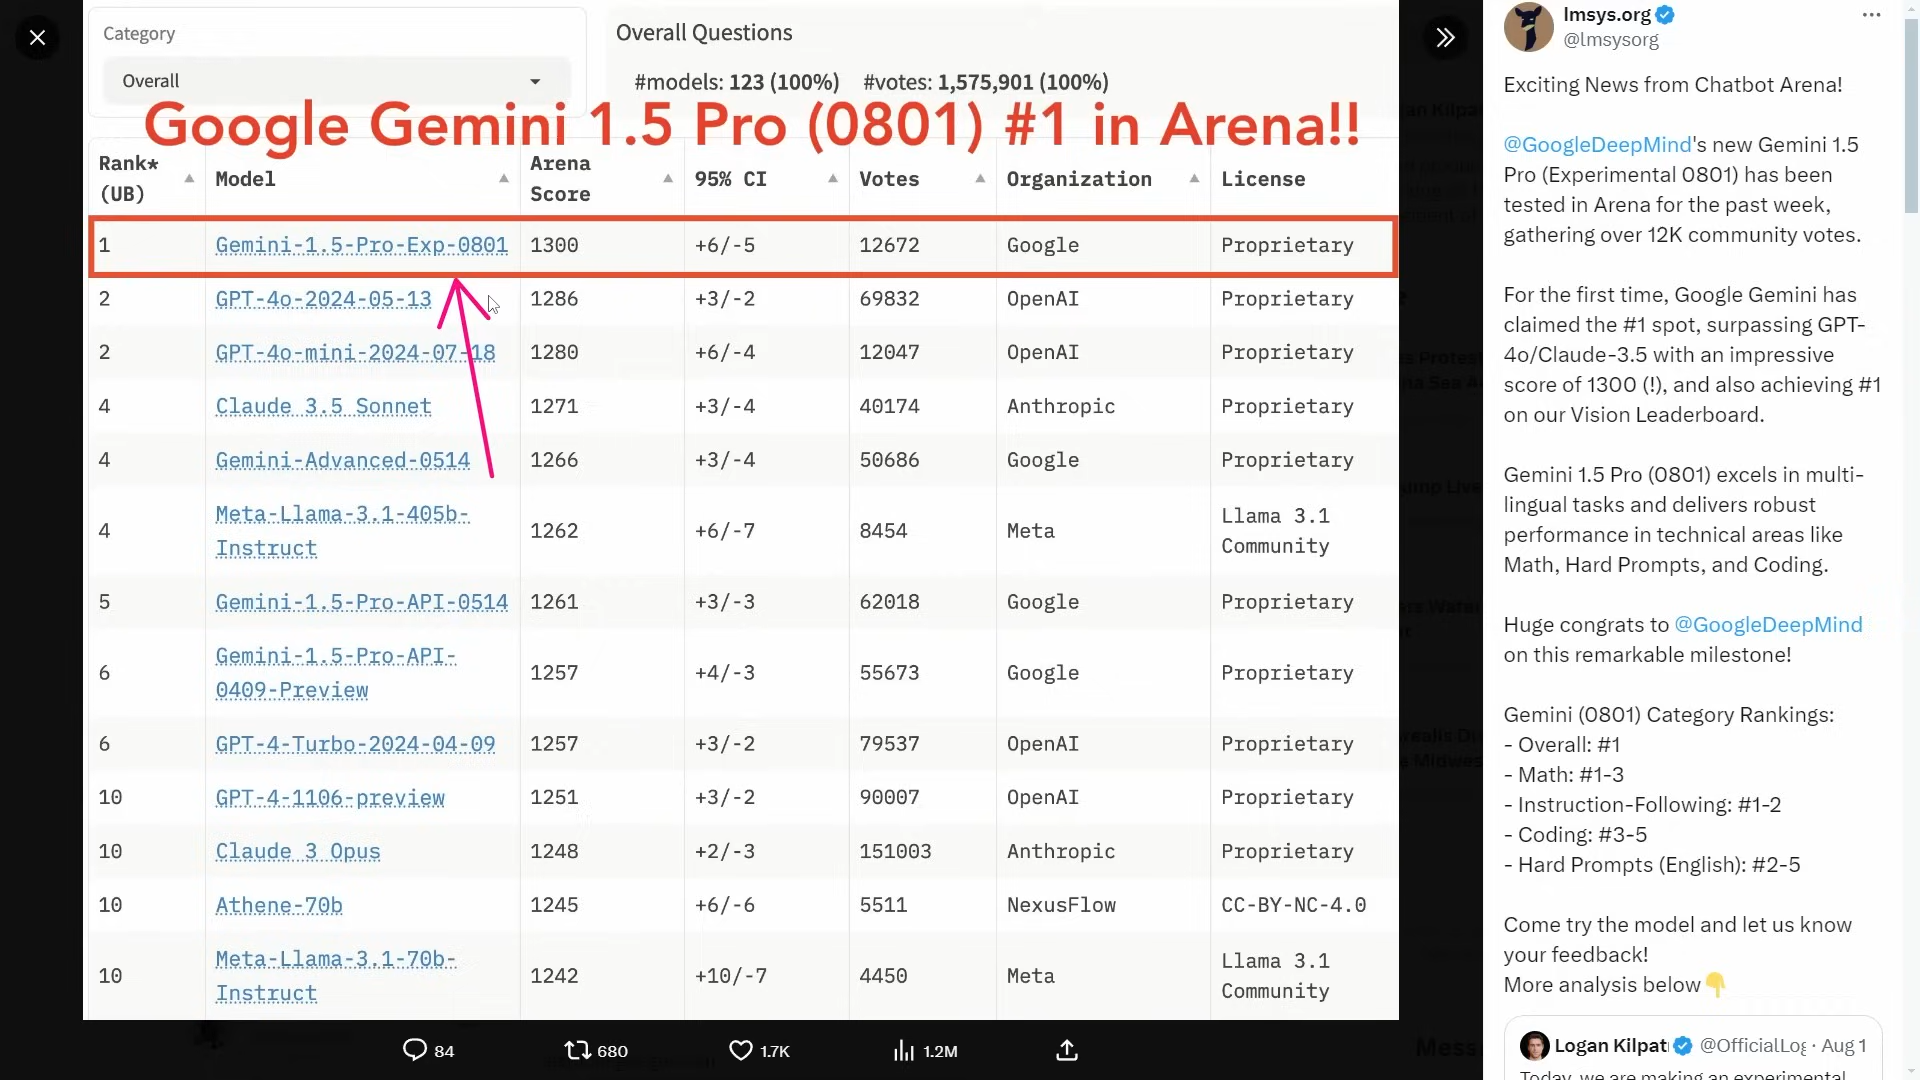 Category
Overall
Overall Questions
#models: 123 (100%) #votes: 1,575,901 (100%)
Google Gemini 1.5 Pro (0801) #1 in Arena!!
Rank* (UB) Model Arena Score 95% CI Votes Organization License
1 Gemini-1.5-Pro-Exp-0801 1300 +6/-5 12672 Google Proprietary
2 GPT-4o-2024-05-13 1286 +3/-2 69832 OpenAI Proprietary
2 GPT-4o-mini-2024-07-18 1280 +6/-4 12047 OpenAI Proprietary
4 Claude 3.5 Sonnet 1271 +3/-4 40174 Anthropic Proprietary
4 Gemini-Advanced-0514 1266 +3/-4 50686 Google Proprietary
4 Meta-Llama-3.1-405b-Instruct 1262 +6/-7 8454 Meta Llama 3.1 Community
5 Gemini-1.5-Pro-API-0514 1261 +3/-3 62018 Google Proprietary
6 Gemini-1.5-Pro-API-0409-Preview 1257 +4/-3 55673 Google Proprietary
6 GPT-4-Turbo-2024-04-09 1257 +3/-2 79537 OpenAI Proprietary
10 GPT-4-1106-preview 1251 +3/-2 90007 OpenAI Proprietary
10 Claude 3 Opus 1248 +2/-3 151003 Anthropic Proprietary
10 Athene-70b 1245 +6/-6 5511 NexusFlow CC-BY-NC-4.0
10 Meta-Llama-3.1-70b-Instruct 1242 +10/-7 4450 Meta Llama 3.1 Community
84 680 1.7K 1.2M
lmsys.org
@lmsysorg
Exciting News from Chatbot Arena!
@GoogleDeepMind's new Gemini 1.5
Pro (Experimental 0801) has been
tested in Arena for the past week,
gathering over 12K community votes.
For the first time, Google Gemini has
claimed the #1 spot, surpassing GPT-
4o/Claude-3.5 with an impressive
score of 1300 (!), and also achieving #1
on our Vision Leaderboard.
Gemini 1.5 Pro (0801) excels in multi-
lingual tasks and delivers robust
performance in technical areas like
Math, Hard Prompts, and Coding.
Huge congrats to @GoogleDeepMind
on this remarkable milestone!
Gemini (0801) Category Rankings:
- Overall: #1
- Math: #1-3
- Instruction-Following: #1-2
- Coding: #3-5
- Hard Prompts (English): #2-5
Come try the model and let us know
your feedback!
More analysis below👇
Logan Kilpat @OfficialLog · Aug 1
Today, we are making an experimental